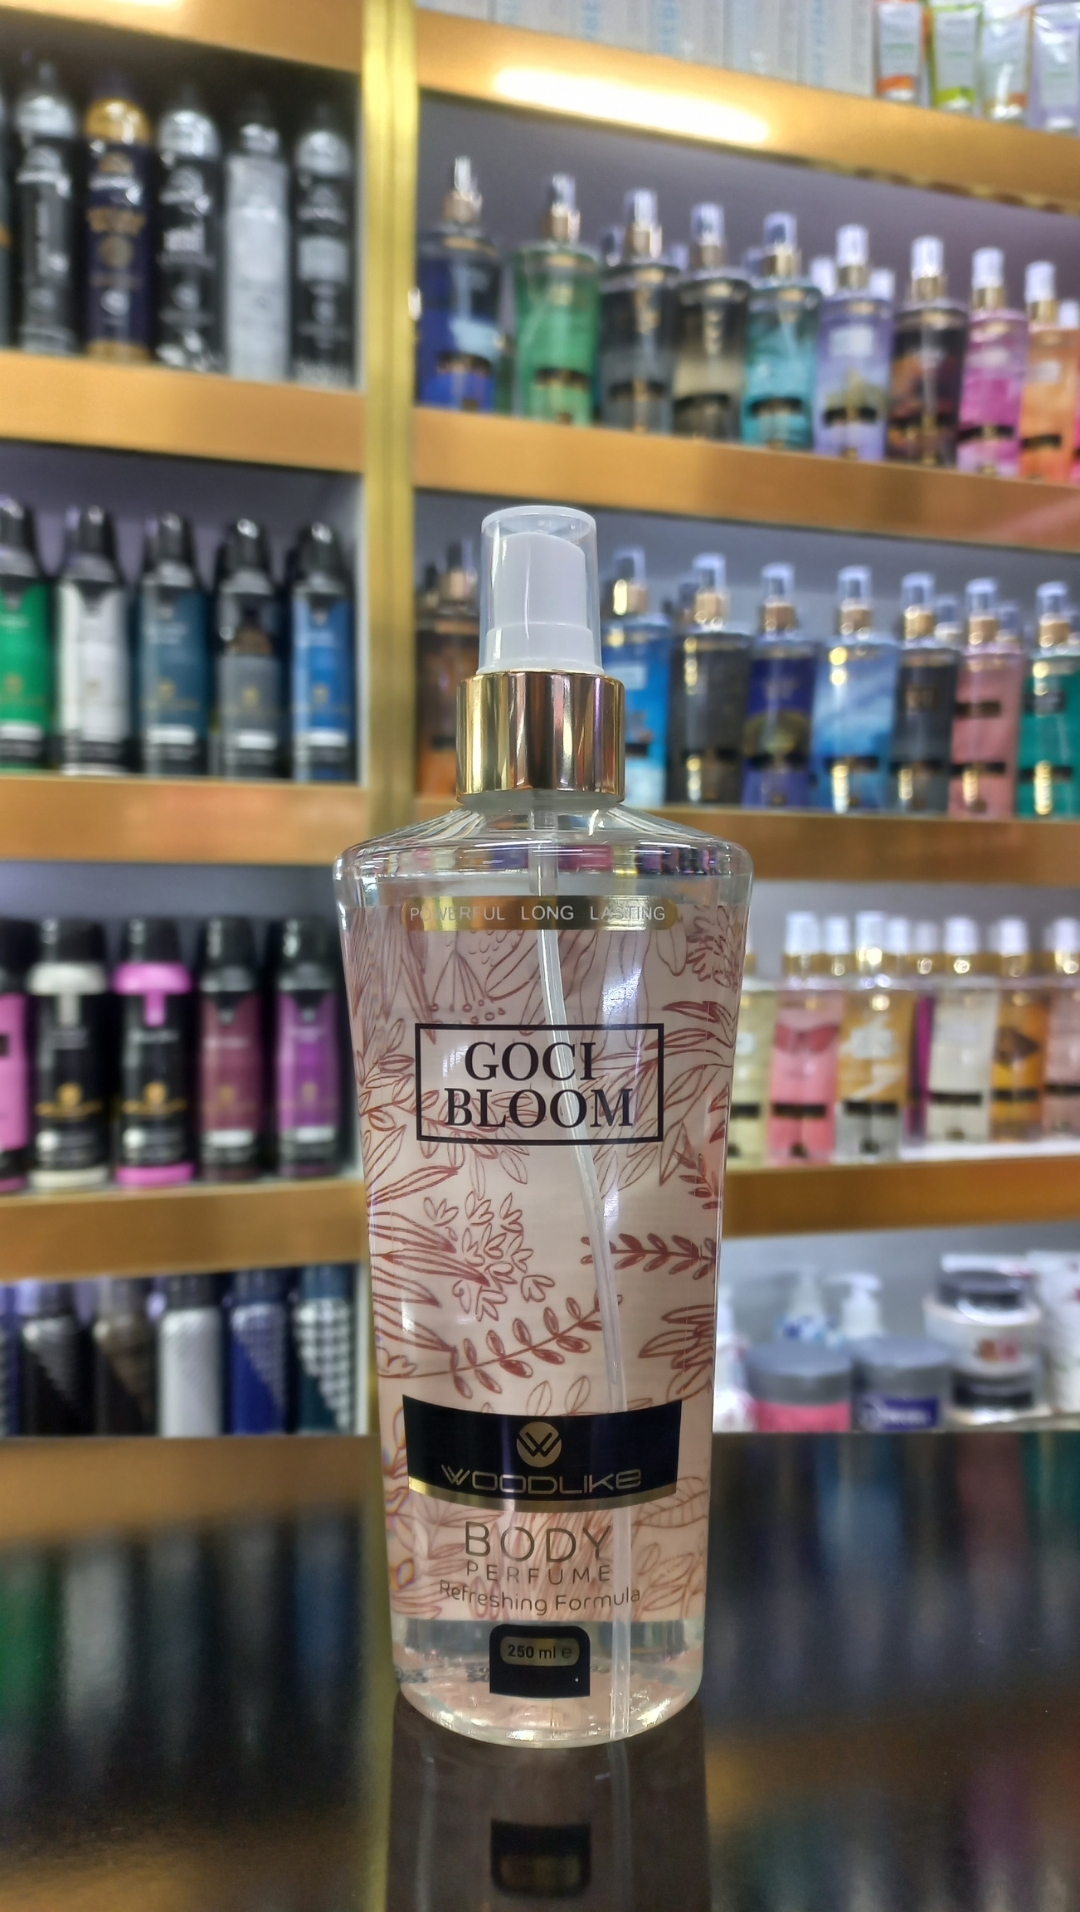 POWERFUL LONG LASTING
GOCI
BLOOM
W
WOODLIKE
BODY
PERFUME
Refreshing Formula
250 ml e